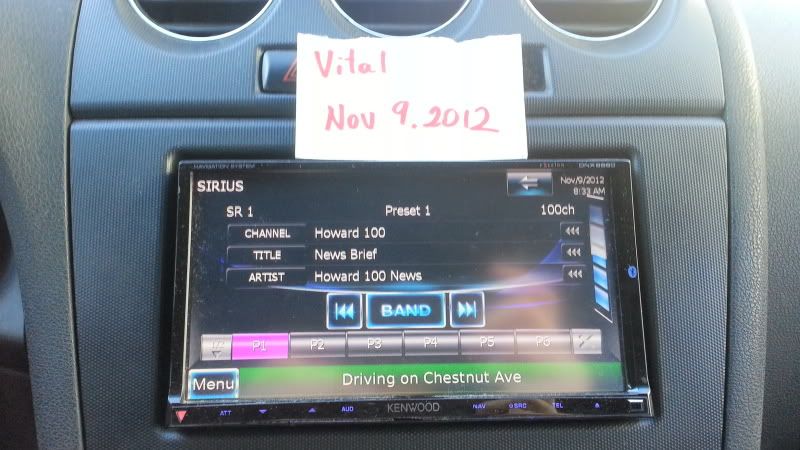 Vital
Nov 9.2012
NAVIGATION SYSTEM
SIRIUS
Nov/9/2012
8:33 AM
SR 1 Preset 1 100ch
CHANNEL Howard 100
TITLE News Brief
ARTIST Howard 100 News
BAND
P1 P2 P3 P4 P5 P6
Menu Driving on Chestnut Ave
ATT AUD KENWOOD NAV SRC TEL